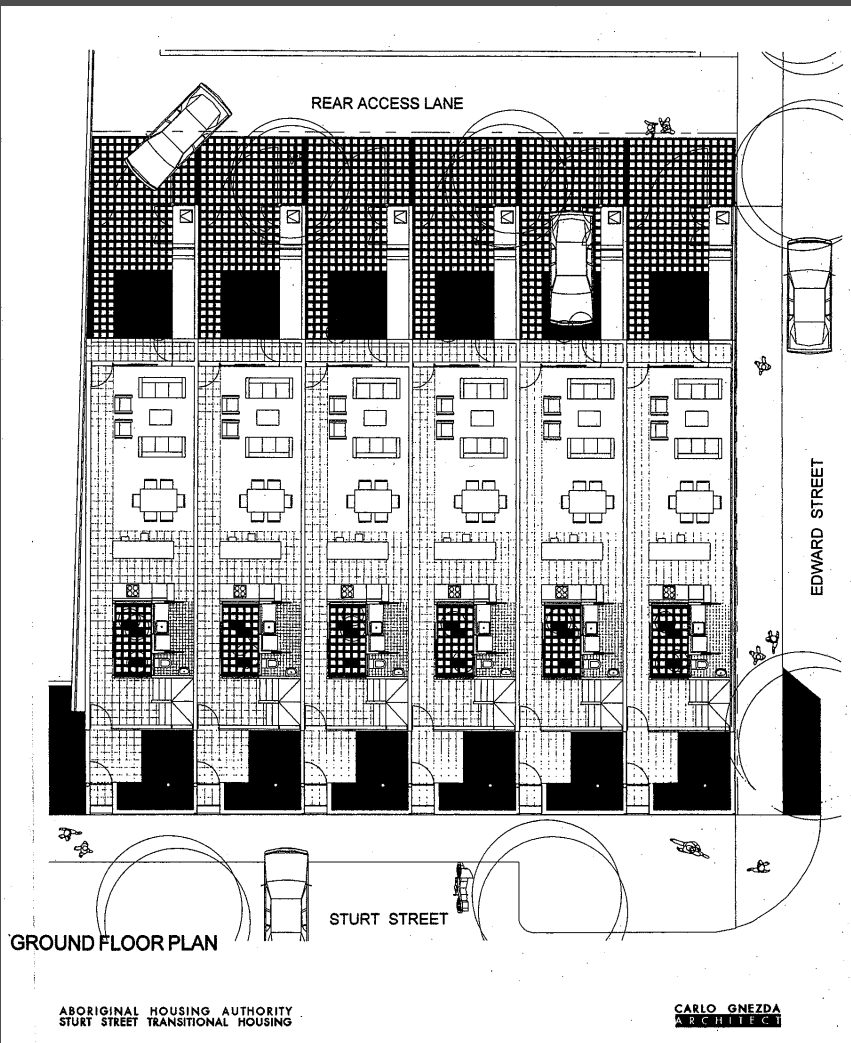 REAR ACCESS LANE
EDWARD STREET
STURT STREET
GROUND FLOOR PLAN
ABORIGINAL HOUSING AUTHORITY
STURT STREET TRANSITIONAL HOUSING
CARLO GNEZDA
ARCHITECT